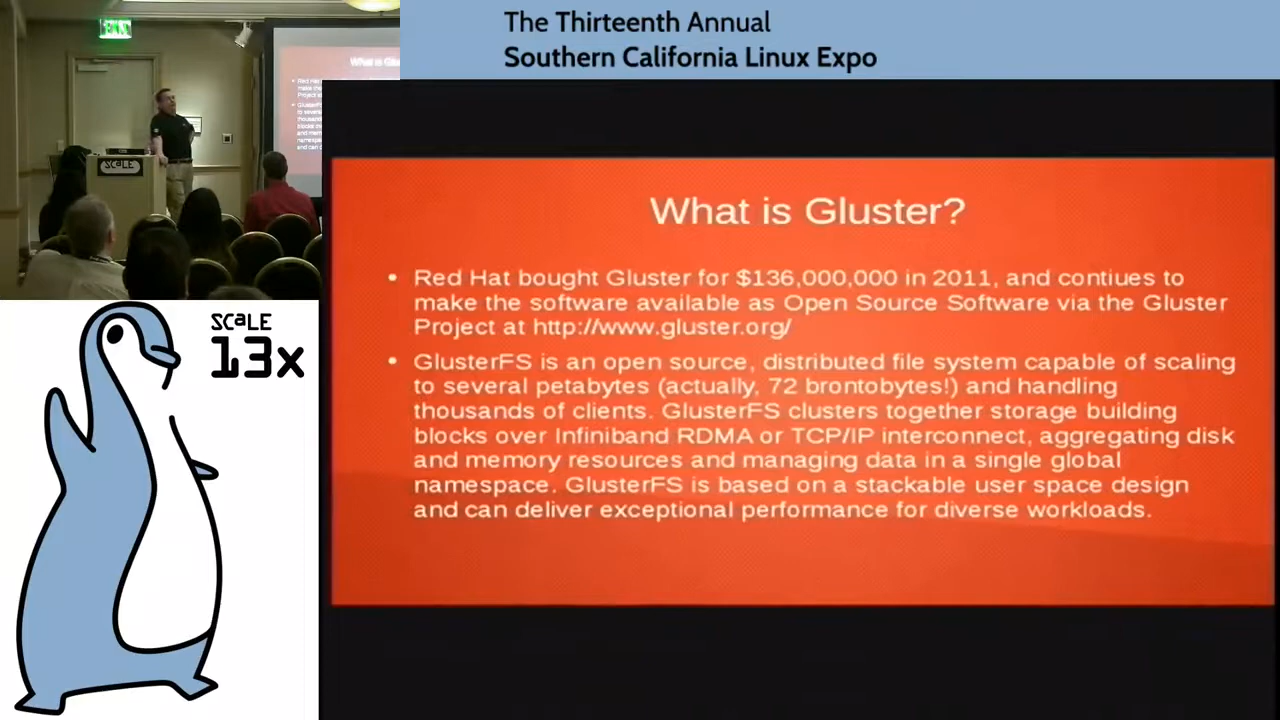 The Thirteenth Annual
Southern California Linux Expo
SCALE
What is Gluster?
• Red Hat bought Gluster for $136,000,000 in 2011, and contiues to
make the software available as Open Source Software via the Gluster
Project at http://www.gluster.org/
• GlusterFS is an open source, distributed file system capable of scaling
to several petabytes (actually, 72 brontobytes!) and handling
thousands of clients. GlusterFS clusters together storage building
blocks over Infiniband RDMA or TCP/IP interconnect, aggregating disk
and memory resources and managing data in a single global
namespace. GlusterFS is based on a stackable user space design
and can deliver exceptional performance for diverse workloads.
SCaLE
13x